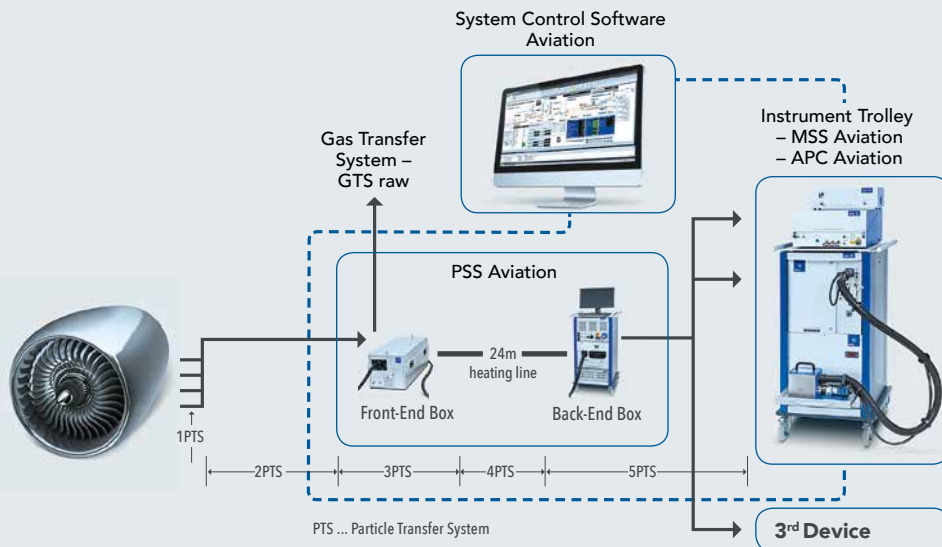 System Control Software
Aviation
Gas Transfer
System –
GTS raw
Instrument Trolley
– MSS Aviation
– APC Aviation
PSS Aviation
24m
heating line
Front-End Box
Back-End Box
1PTS
2PTS
3PTS
4PTS
5PTS
PTS ... Particle Transfer System
3rd Device